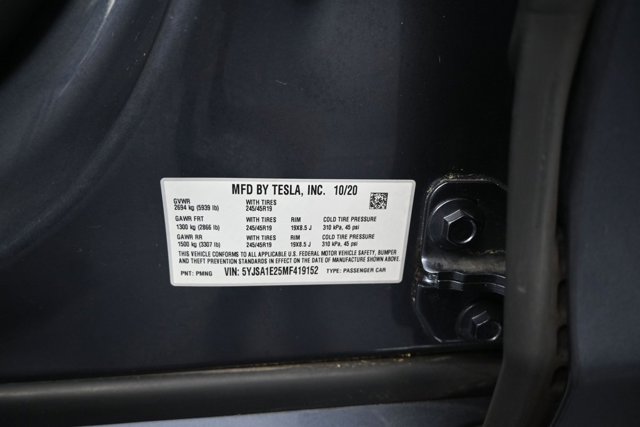 MFD BY TESLA, INC. 10/20
GVWR WITH TIRES
2694 kg (5939 lb) 245/45R19
GAWR FRT WITH TIRES RIM COLD TIRE PRESSURE
1300 kg (2866 lb) 245/45R19 19X8.5 J 310 kPa, 45 psi
GAWR RR WITH TIRES RIM COLD TIRE PRESSURE
1500 kg (3307 lb) 245/45R19 19X8.5 J 310 kPa, 45 psi
THIS VEHICLE CONFORMS TO ALL APPLICABLE U.S. FEDERAL MOTOR VEHICLE SAFETY, BUMPER
AND THEFT PREVENTION STANDARDS IN EFFECT ON THE DATE OF MANUFACTURE SHOWN ABOVE.
PNT: PMNG VIN: 5YJSA1E25MF419152 TYPE: PASSENGER CAR